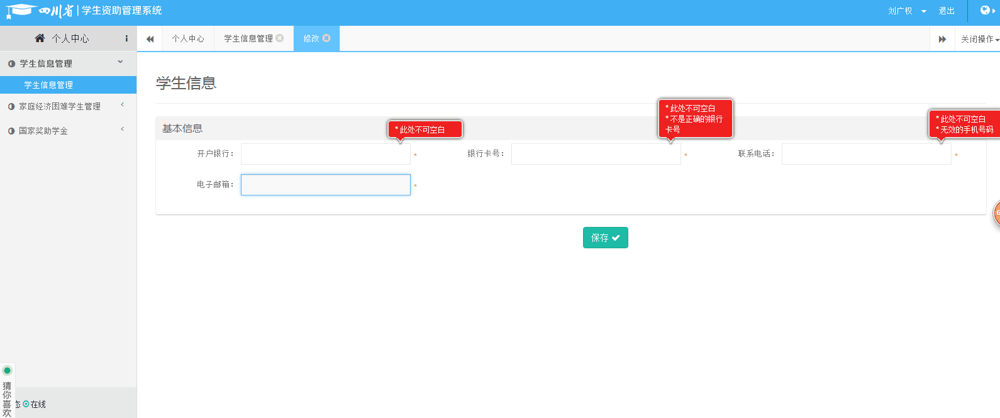 四川省|学生资助管理系统
刘广权
退出
个人中心
个人中心
学生信息管理
修改
关闭操作
学生信息管理
学生信息管理
家庭经济困难学生管理
国家奖助学金
学生信息
基本信息
* 此处不可空白
* 此处不可空白
* 不是正确的银行
卡号
* 此处不可空白
* 无效的手机号码
开户银行：
*
银行卡号：
*
联系电话：
*
电子邮箱：
*
保存
猜你喜欢
态
在线